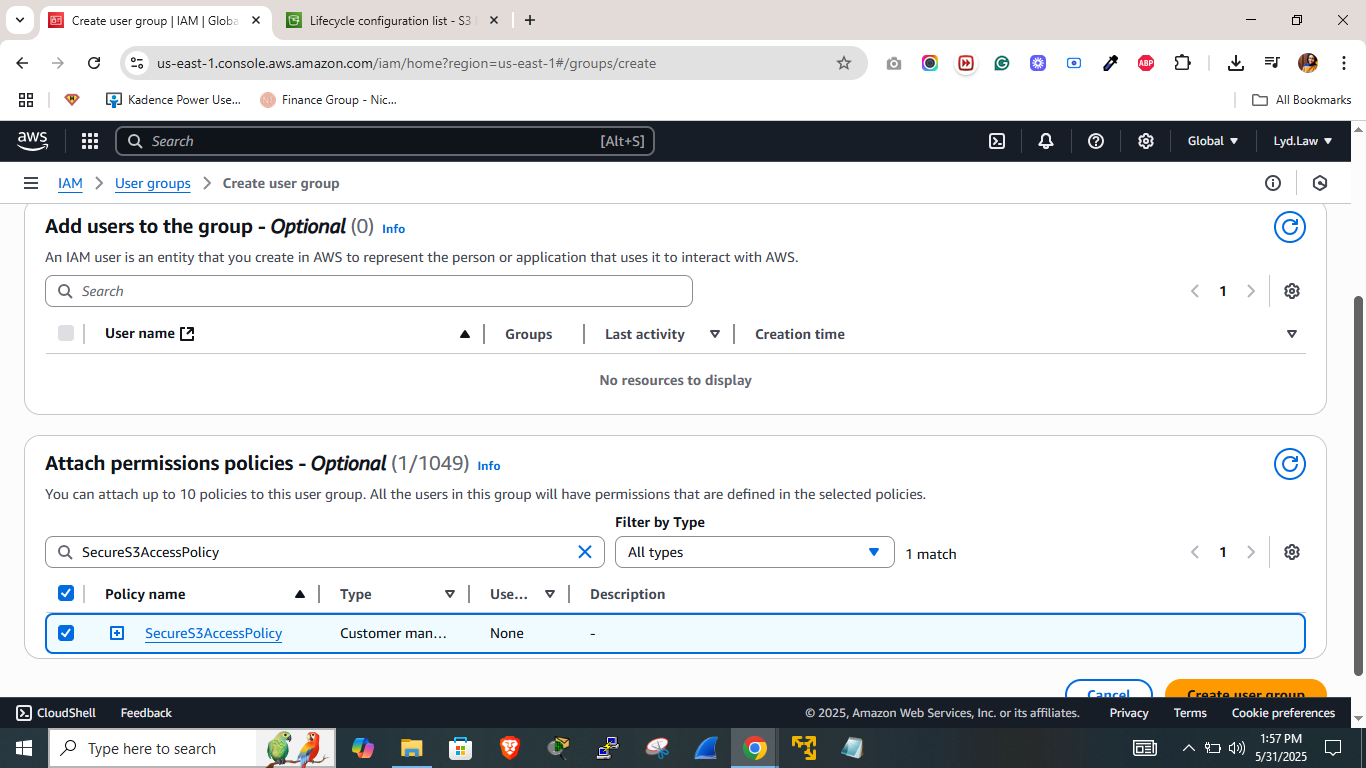 Create user group | IAM | Globa
Lifecycle configuration list - S3
us-east-1.console.aws.amazon.com/iam/home?region=us-east-1#/groups/create
ABP
Kadence Power Use...
Finance Group - Nic...
All Bookmarks
aws
Search
[Alt+S]
Global
Lyd.Law
IAM
User groups
Create user group
Add users to the group - Optional (0) Info
An IAM user is an entity that you create in AWS to represent the person or application that uses it to interact with AWS.
Search
1
User name
Groups
Last activity
Creation time
No resources to display
Attach permissions policies - Optional (1/1049) Info
You can attach up to 10 policies to this user group. All the users in this group will have permissions that are defined in the selected policies.
Filter by Type
SecureS3AccessPolicy
All types
1 match
1
Policy name
Type
Use...
Description
SecureS3AccessPolicy
Customer man...
None
-
Cancel
Create user group
CloudShell
Feedback
© 2025, Amazon Web Services, Inc. or its affiliates.
Privacy
Terms
Cookie preferences
Type here to search
1:57 PM
5/31/2025